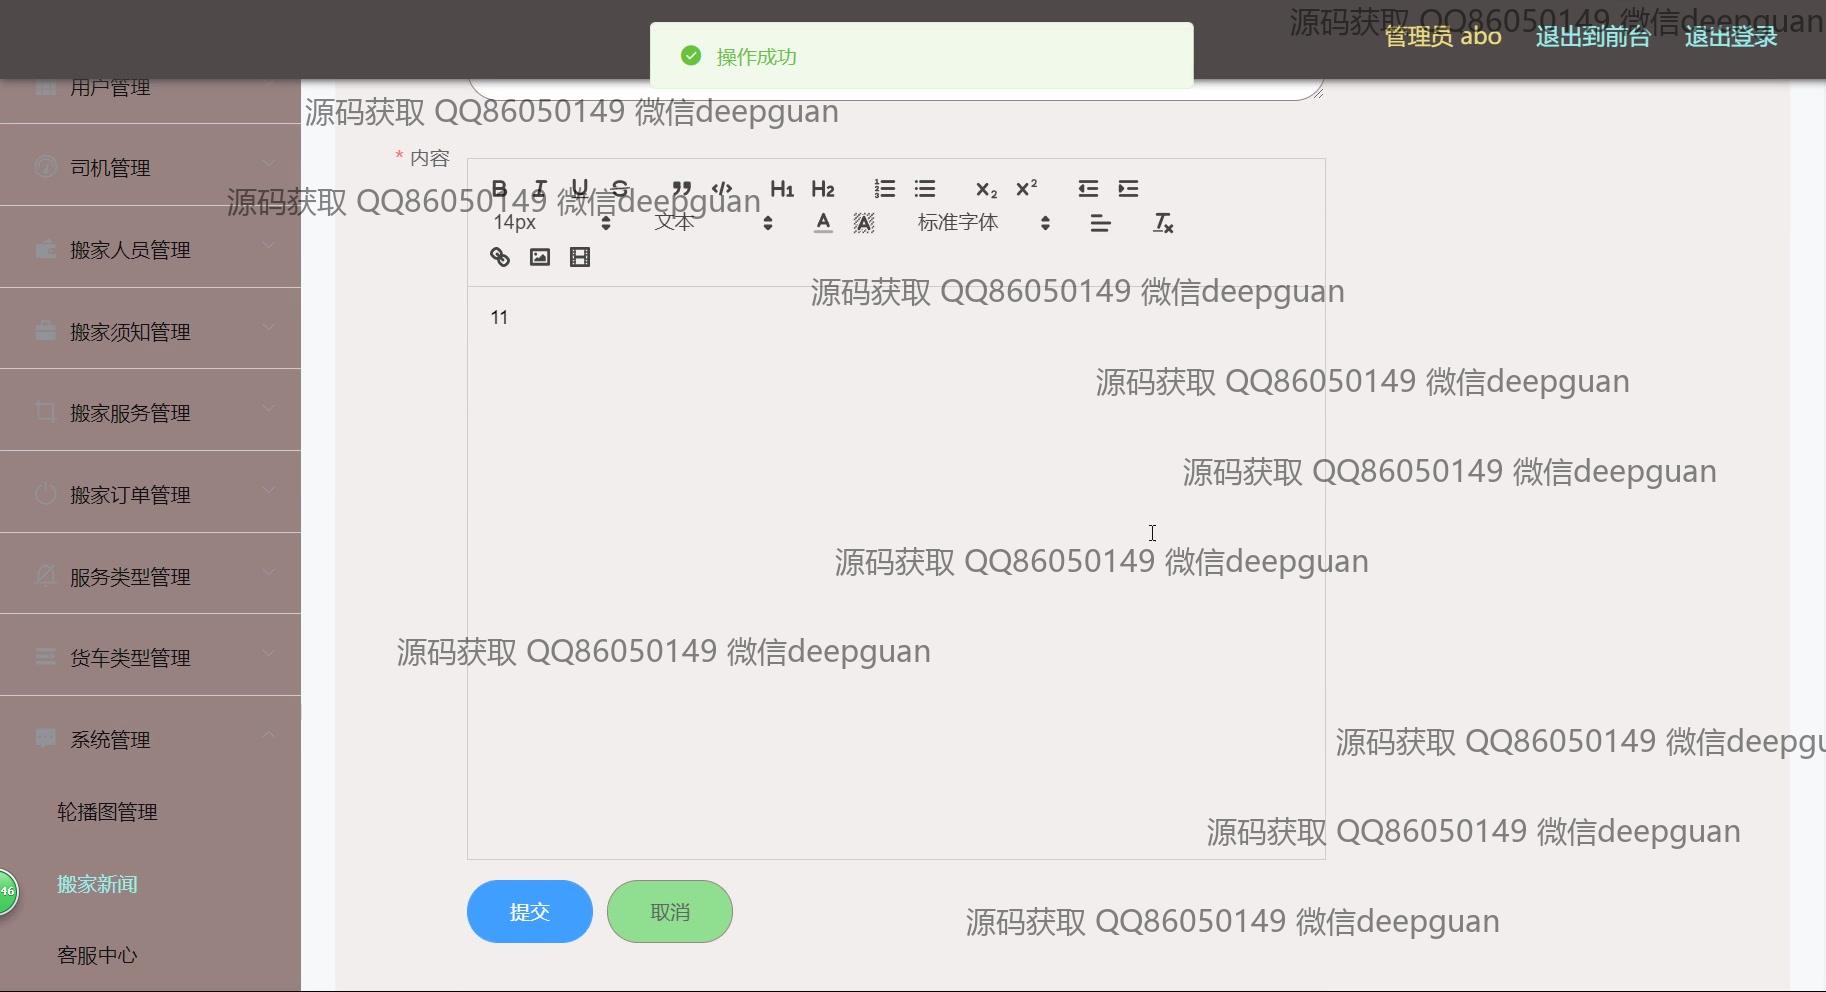 源码获取 QQ86050149 微信deepguan
操作成功
管理员 abo
退出到前台
退出登录
用户管理
源码获取 QQ86050149 微信deepguan
* 内容
司机管理
B I U S ” </> H1 H2 X2 X2
源码获取 QQ86050149 微信deepguan
14px 文本 A A 标准字体 Tx
搬家人员管理
源码获取 QQ86050149 微信deepguan
11
搬家须知管理
源码获取 QQ86050149 微信deepguan
搬家服务管理
源码获取 QQ86050149 微信deepguan
搬家订单管理
源码获取 QQ86050149 微信deepguan
服务类型管理
源码获取 QQ86050149 微信deepguan
货车类型管理
系统管理
源码获取 QQ86050149 微信deepgu
轮播图管理
源码获取 QQ86050149 微信deepguan
搬家新闻
46
提交
取消
源码获取 QQ86050149 微信deepguan
客服中心